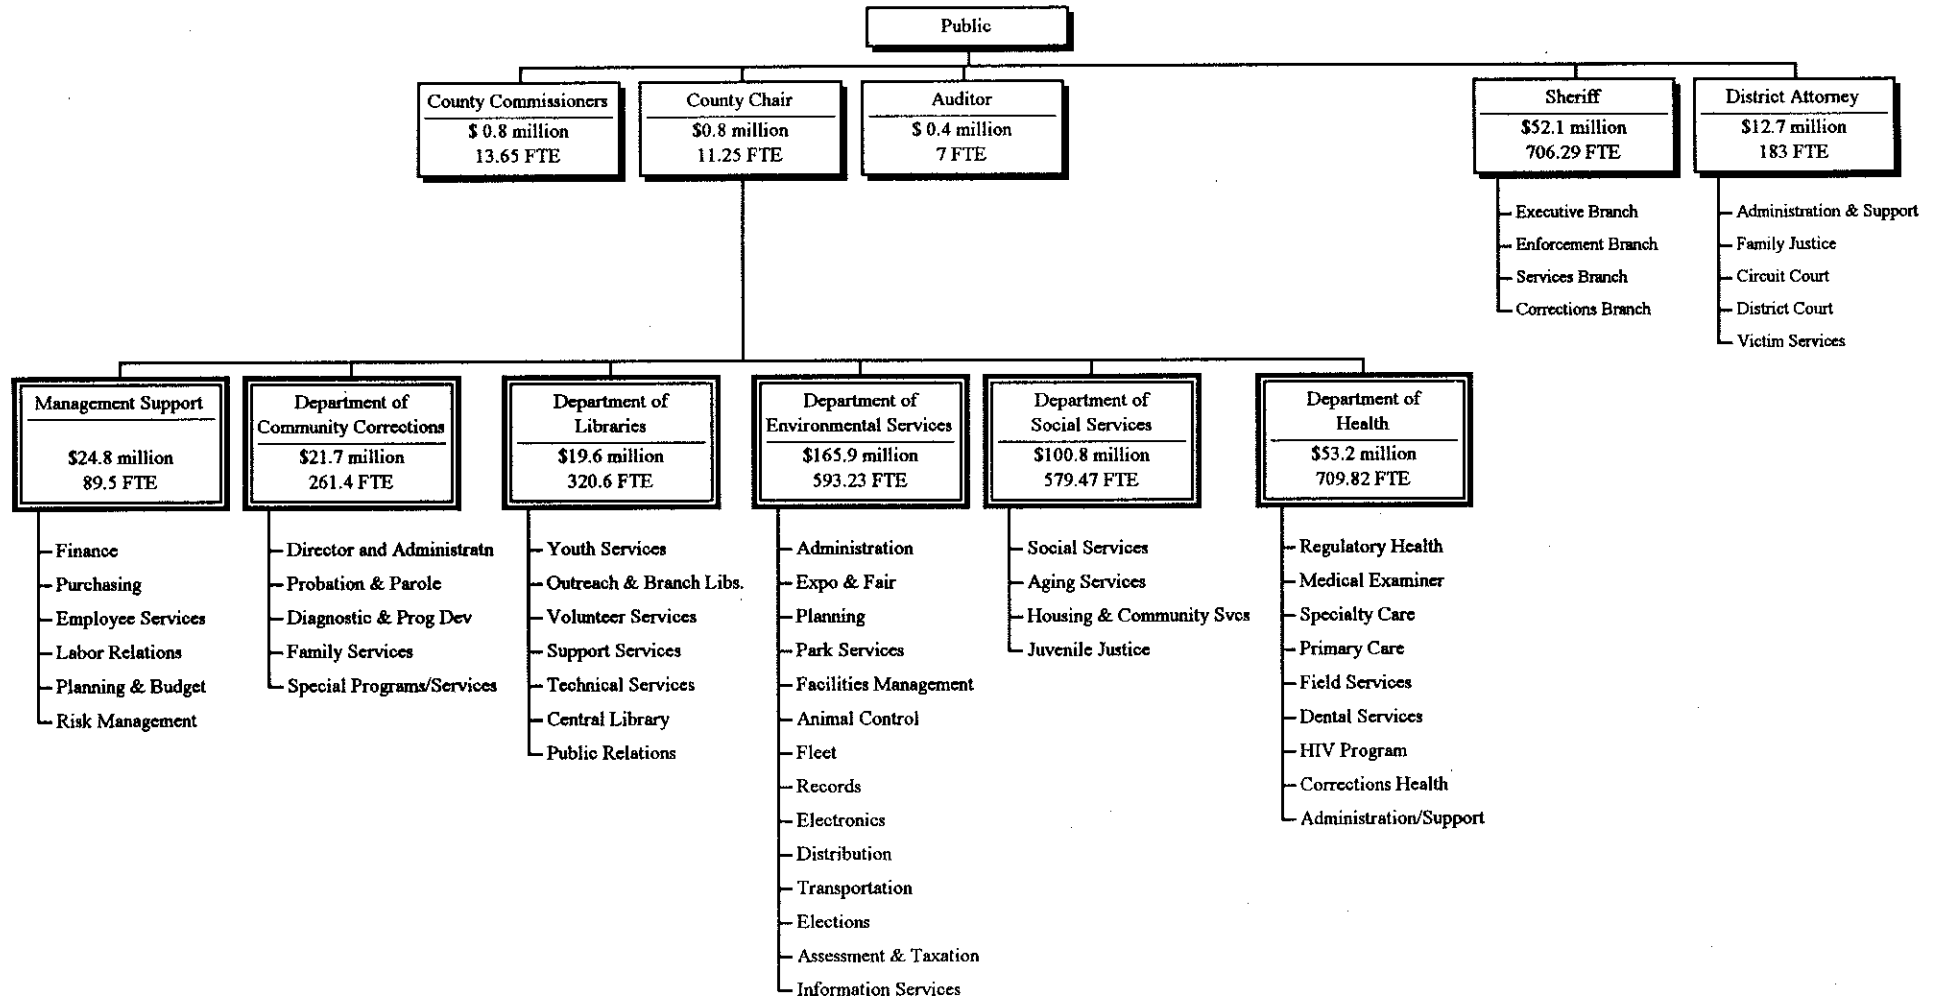 Public
County Commissioners
$ 0.8 million
13.65 FTE
County Chair
$0.8 million
11.25 FTE
Auditor
$ 0.4 million
7 FTE
Sheriff
$52.1 million
706.29 FTE
Executive Branch
Enforcement Branch
Services Branch
Corrections Branch
District Attorney
$12.7 million
183 FTE
Administration & Support
Family Justice
Circuit Court
District Court
Victim Services
Management Support
$24.8 million
89.5 FTE
Finance
Purchasing
Employee Services
Labor Relations
Planning & Budget
Risk Management
Department of
Community Corrections
$21.7 million
261.4 FTE
Director and Administratn
Probation & Parole
Diagnostic & Prog Dev
Family Services
Special Programs/Services
Department of
Libraries
$19.6 million
320.6 FTE
Youth Services
Outreach & Branch Libs.
Volunteer Services
Support Services
Technical Services
Central Library
Public Relations
Department of
Environmental Services
$165.9 million
593.23 FTE
Administration
Expo & Fair
Planning
Park Services
Facilities Management
Animal Control
Fleet
Records
Electronics
Distribution
Transportation
Elections
Assessment & Taxation
Information Services
Department of
Social Services
$100.8 million
579.47 FTE
Social Services
Aging Services
Housing & Community Svcs
Juvenile Justice
Department of
Health
$53.2 million
709.82 FTE
Regulatory Health
Medical Examiner
Specialty Care
Primary Care
Field Services
Dental Services
HIV Program
Corrections Health
Administration/Support